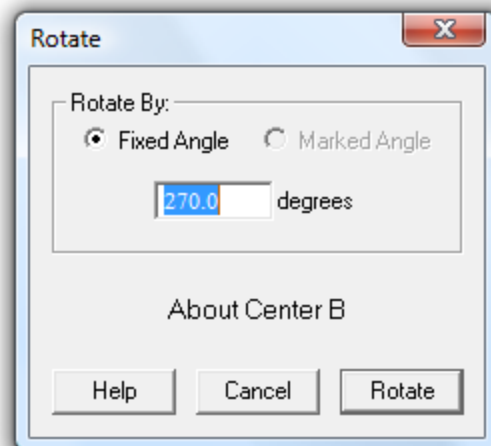 Rotate
Rotate By:
Fixed Angle Marked Angle
270.0 degrees
About Center B
Help Cancel Rotate